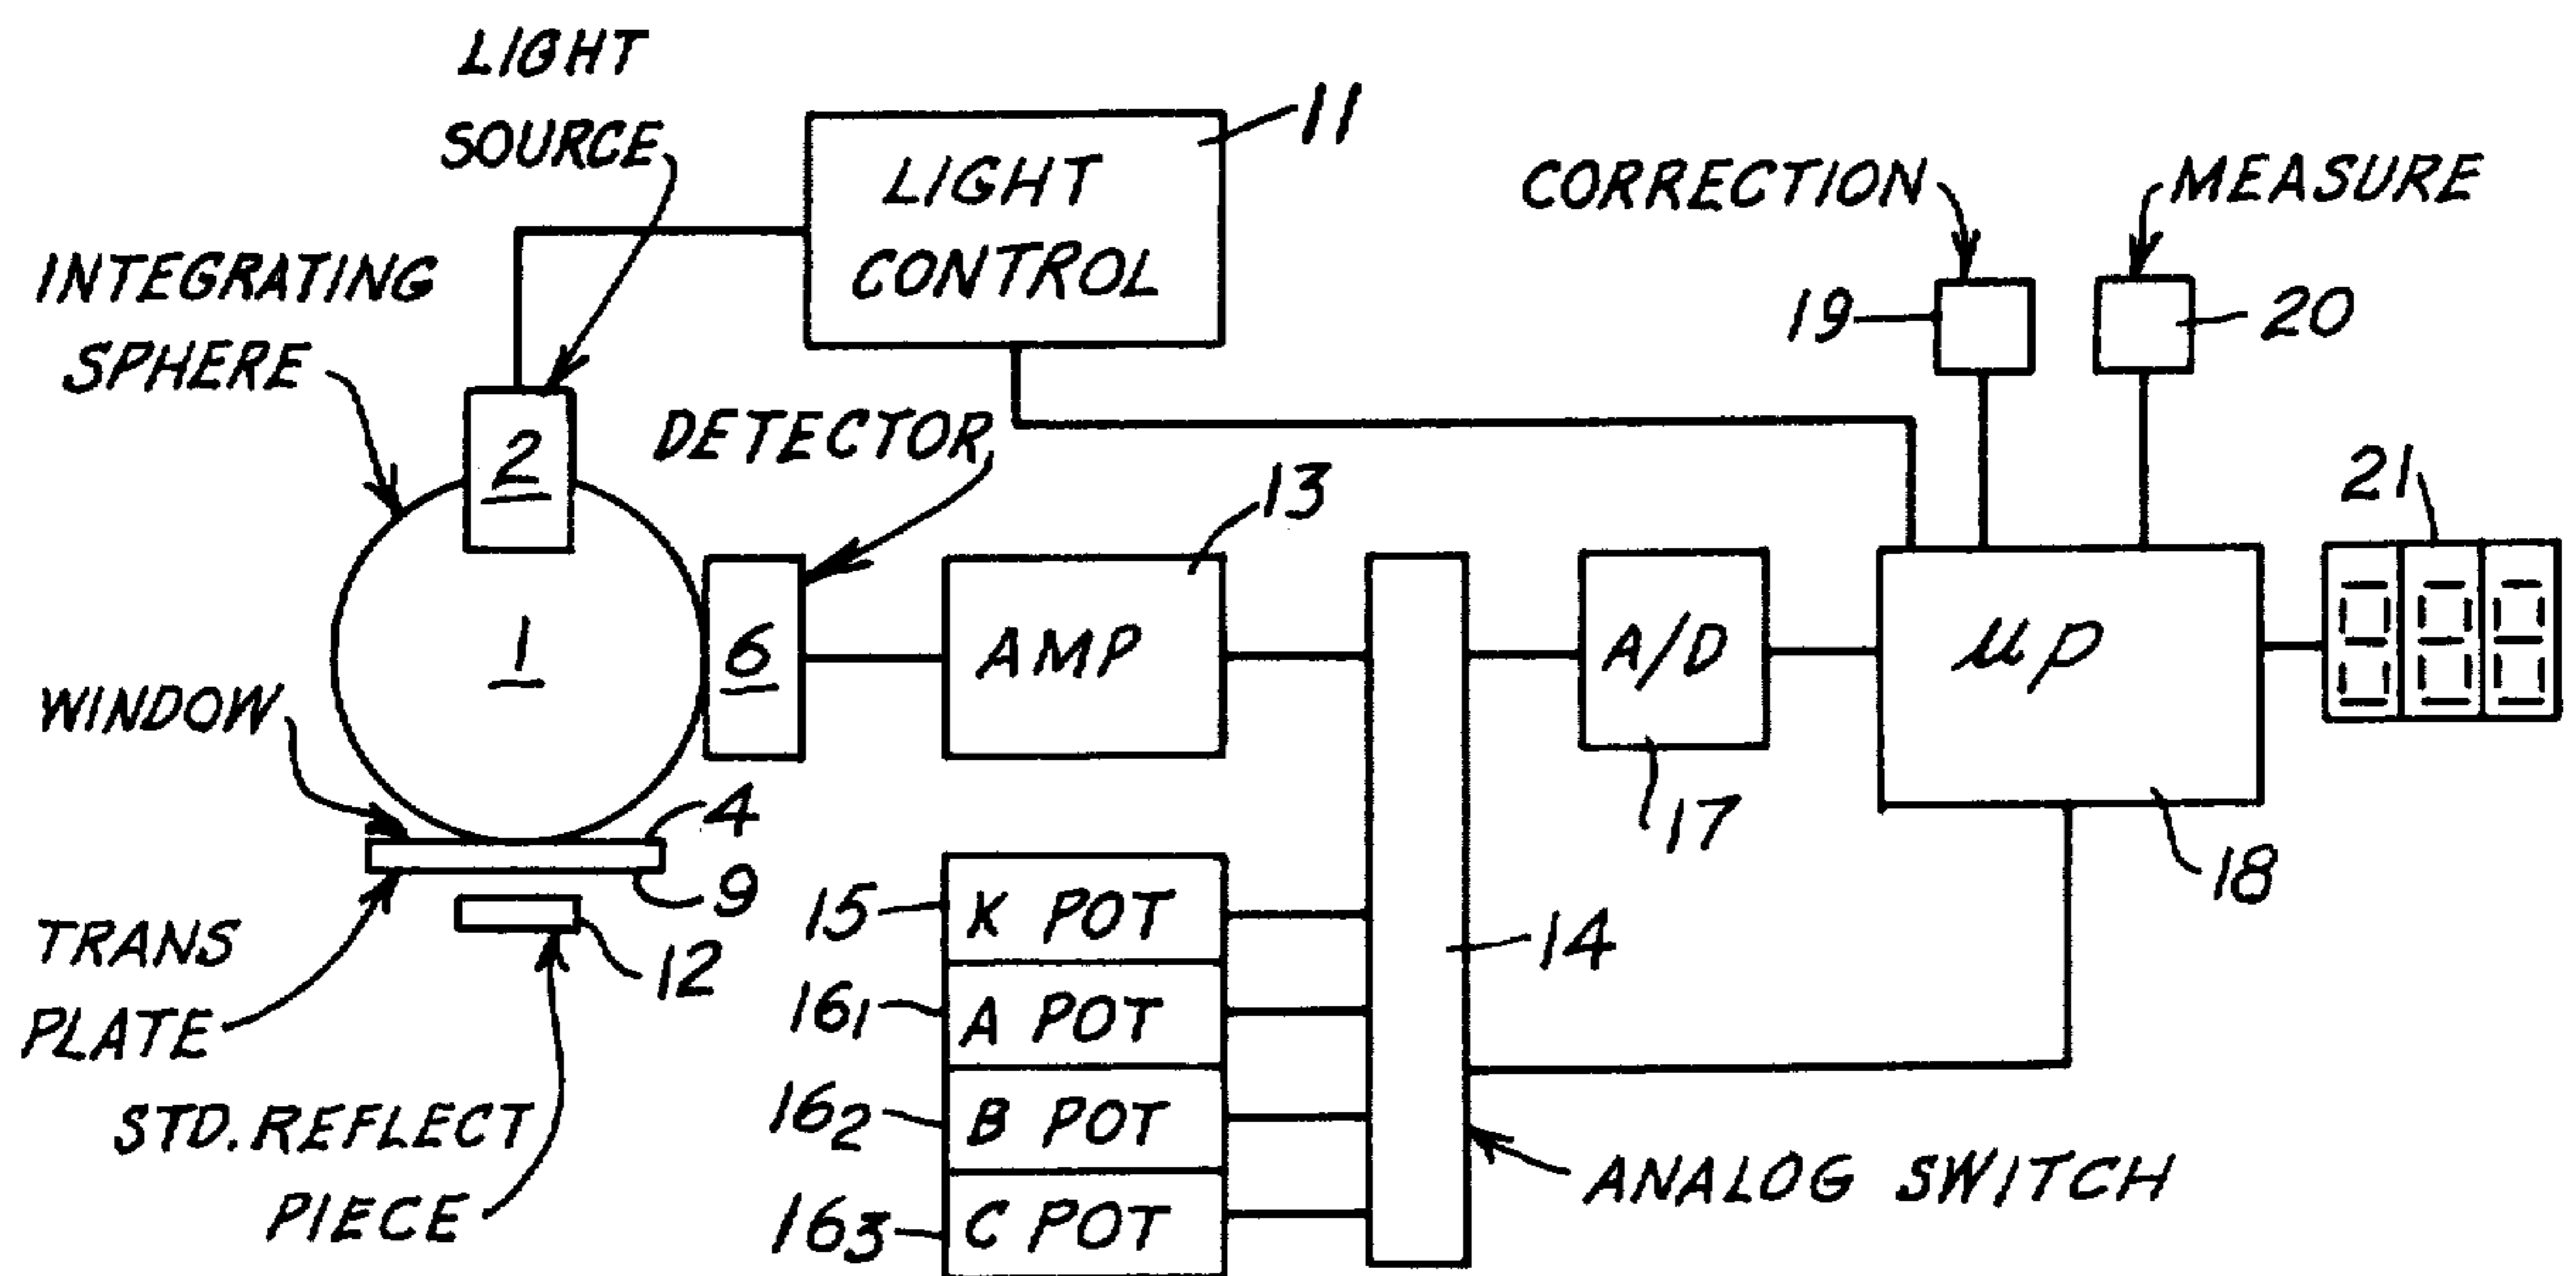 LIGHT
SOURCE
11
LIGHT
CONTROL
CORRECTION
MEASURE
INTEGRATING
SPHERE
19
20
2
DETECTOR
13
21
1
6
AMP
A/D
μP
WINDOW
4
17
9
18
TRANS
PLATE
12
15
K POT
14
16₁
A POT
STD. REFLECT
PIECE
16₂
B POT
ANALOG SWITCH
16₃
C POT